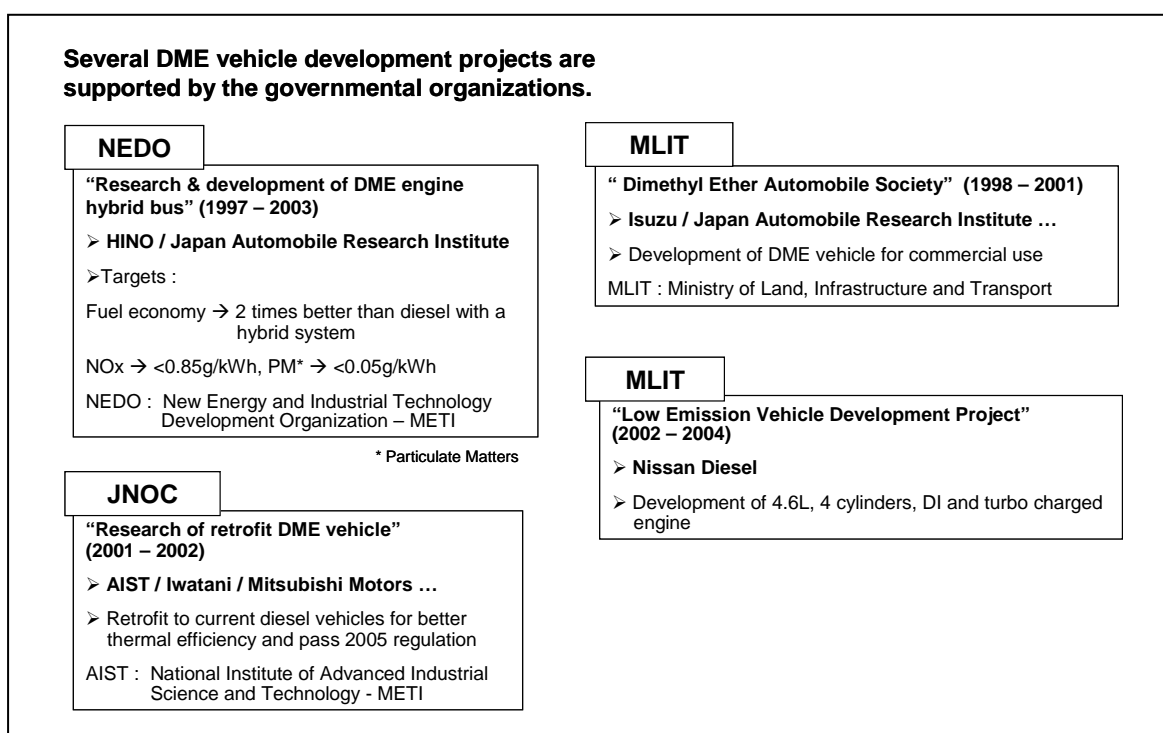 Several DME vehicle development projects are
supported by the governmental organizations.
NEDO
“Research & development of DME engine
hybrid bus” (1997 – 2003)
➢ HINO / Japan Automobile Research Institute
➢Targets :
Fuel economy → 2 times better than diesel with a
hybrid system
NOx → <0.85g/kWh, PM* → <0.05g/kWh
NEDO : New Energy and Industrial Technology
Development Organization – METI
* Particulate Matters
JNOC
“Research of retrofit DME vehicle”
(2001 – 2002)
➢ AIST / Iwatani / Mitsubishi Motors …
➢ Retrofit to current diesel vehicles for better
thermal efficiency and pass 2005 regulation
AIST : National Institute of Advanced Industrial
Science and Technology - METI
MLIT
“ Dimethyl Ether Automobile Society” (1998 – 2001)
➢ Isuzu / Japan Automobile Research Institute …
➢ Development of DME vehicle for commercial use
MLIT : Ministry of Land, Infrastructure and Transport
MLIT
“Low Emission Vehicle Development Project”
(2002 – 2004)
➢ Nissan Diesel
➢ Development of 4.6L, 4 cylinders, DI and turbo charged
engine